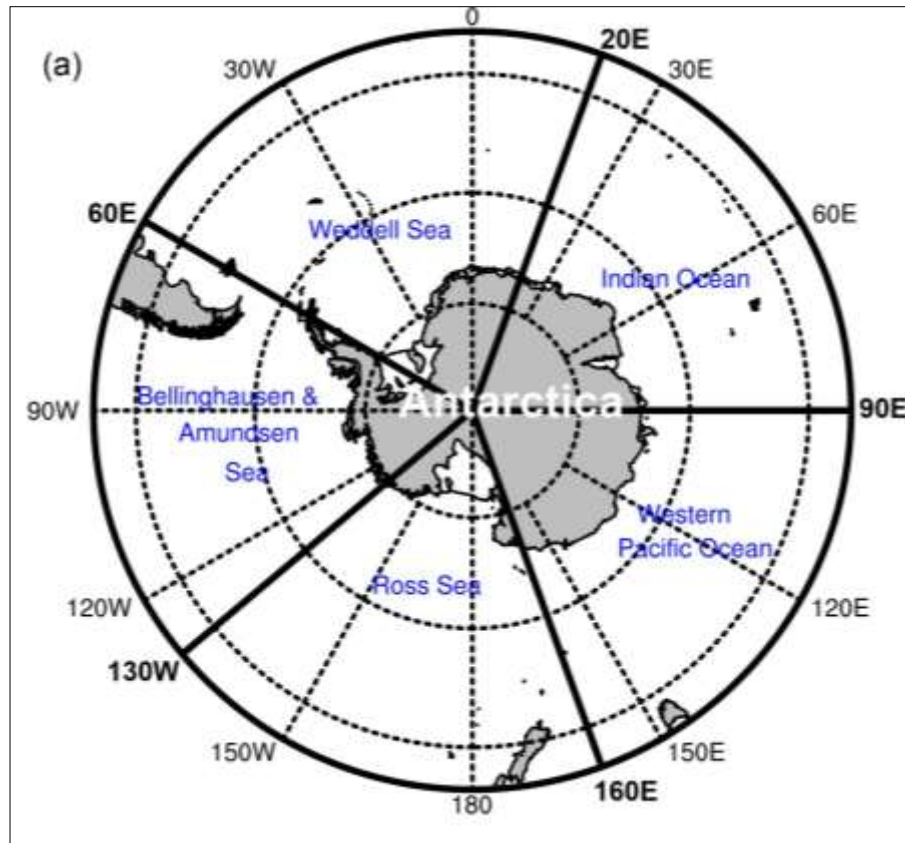 0
(a)
20E
30W
30E
60E
60E
Weddell Sea
Indian Ocean
Antarctica
Bellinghausen &
Amundsen
Sea
90W
90E
Western
Pacific Ocean
Ross Sea
120W
120E
130W
150W
150E
160E
180